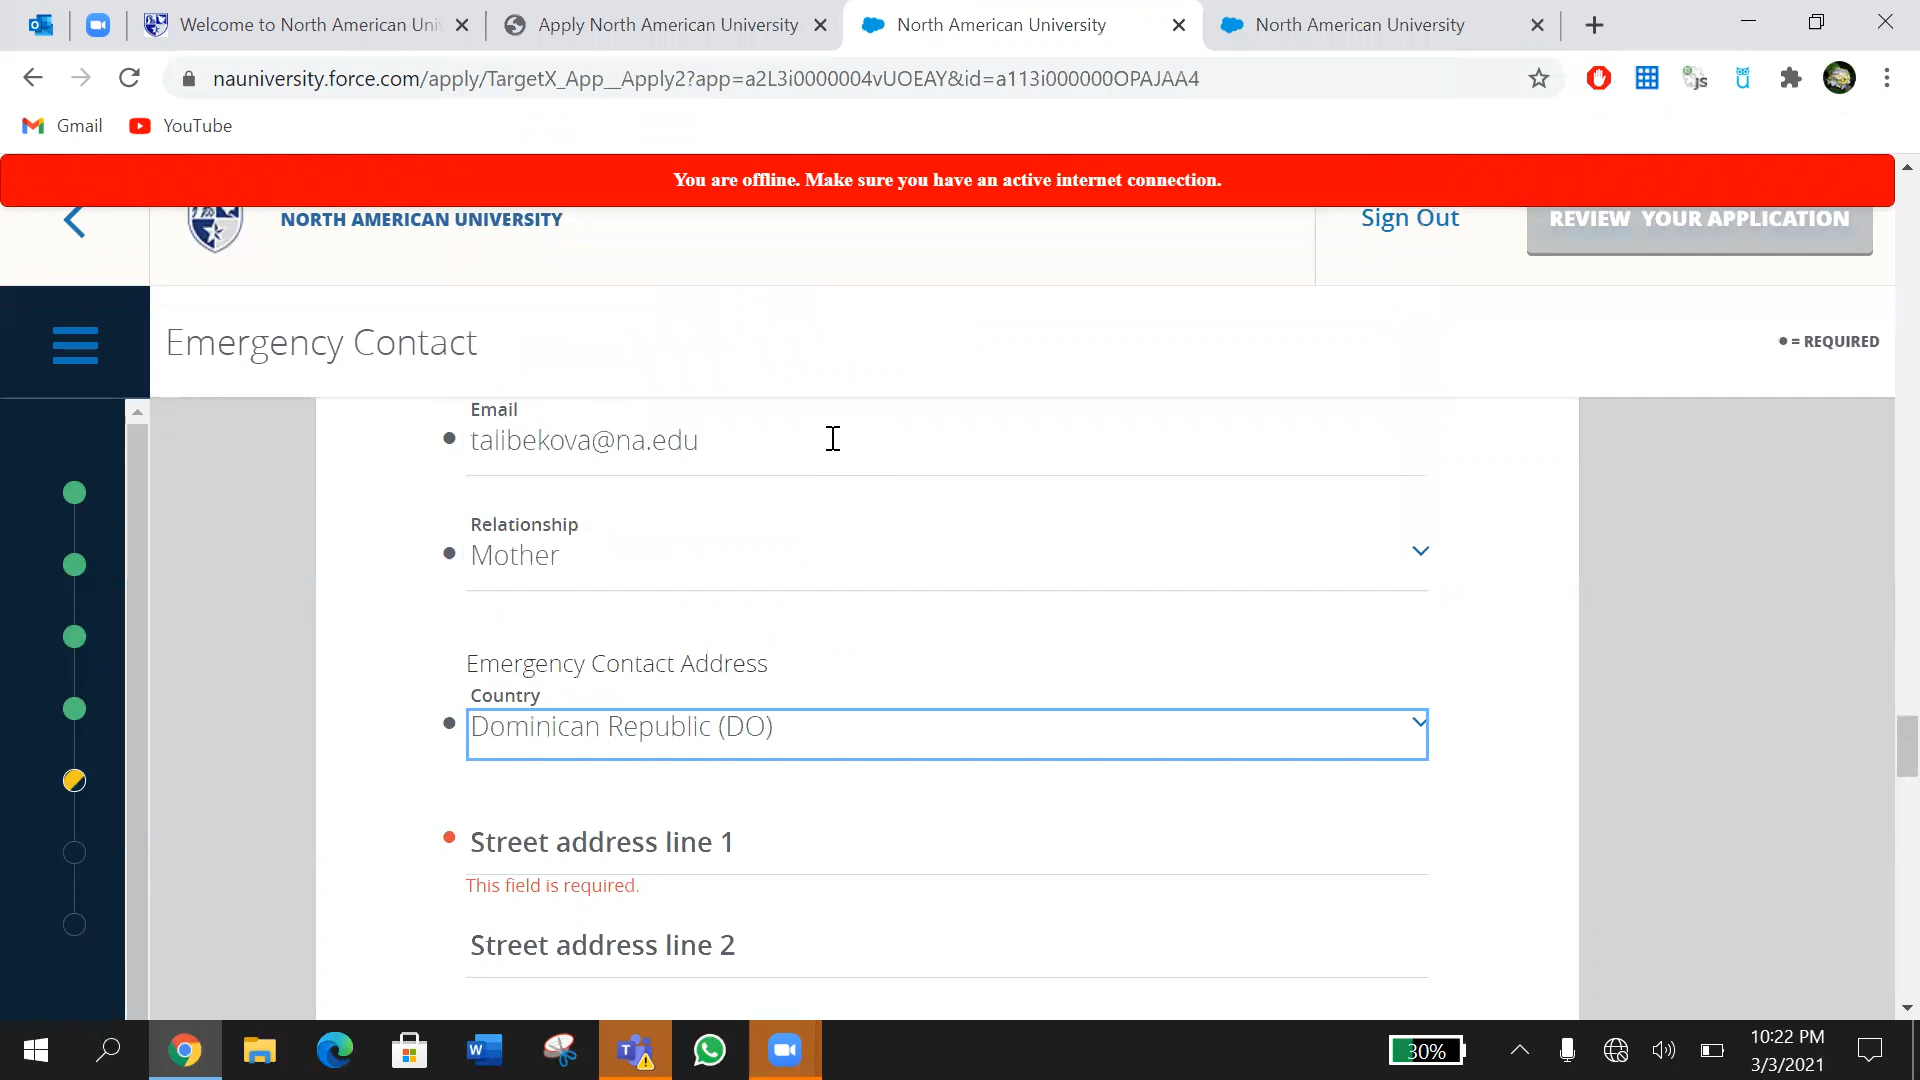 Welcome to North American Uni
Apply North American University
North American University
North American University
nauniversity.force.com/apply/TargetX_App__Apply2?app=a2L3i0000004vUOEAY&id=a113i000000OPAJAA4
JS
Gmail
YouTube
You are offline. Make sure you have an active internet connection.
NORTH AMERICAN UNIVERSITY
Sign Out
REVIEW YOUR APPLICATION
Emergency Contact
= REQUIRED
Email
talibekova@na.edu
Relationship
Mother
Emergency Contact Address
Country
Dominican Republic (DO)
Street address line 1
This field is required.
Street address line 2
30%
10:22 PM
3/3/2021